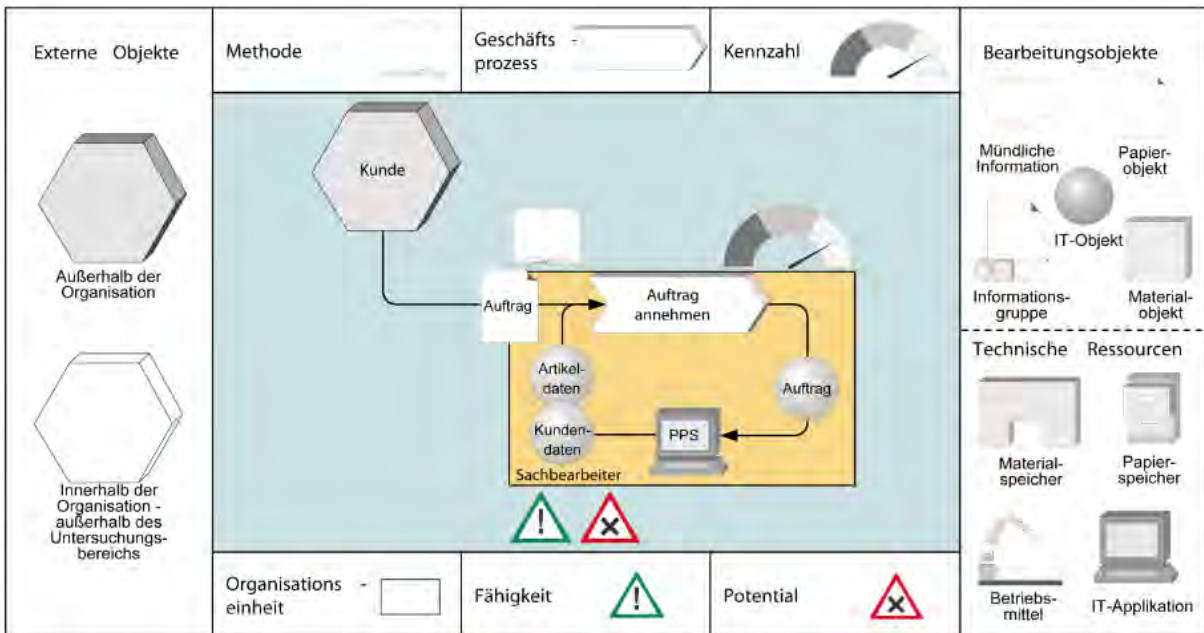 Externe Objekte
Außerhalb der
Organisation
Innerhalb der
Organisation -
außerhalb des
Untersuchungs-
bereichs
Methode
Geschäfts -
prozess
Kennzahl
Kunde
Auftrag
Auftrag
annehmen
Artikel-
daten
Kunden-
daten
PPS
Auftrag
Sachbearbeiter
Organisations -
einheit
Fähigkeit
Potential
Bearbeitungsobjekte
Mündliche
Information
Papier-
objekt
IT-Objekt
Informations-
gruppe
Material-
objekt
Technische Ressourcen
Material-
speicher
Papier-
speicher
Betriebs-
mittel
IT-Applikation